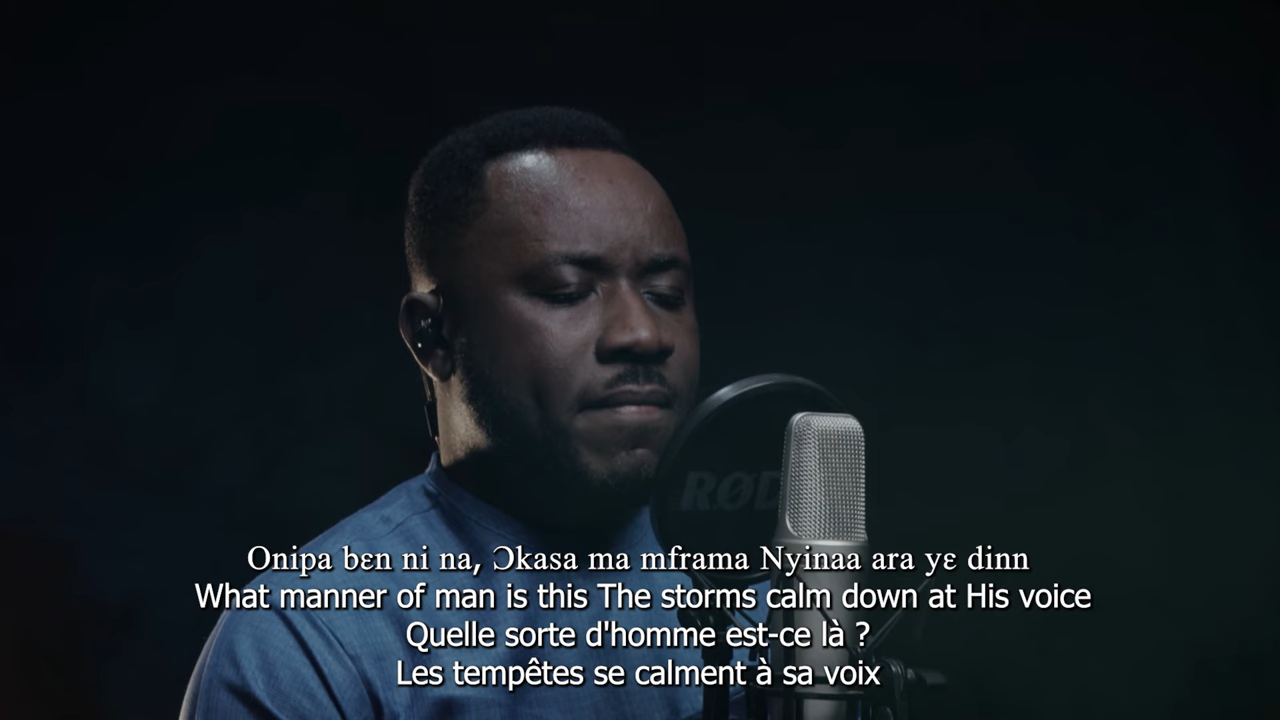 RØD
Onipa bɛn ni na, Ɔkasa ma mframa Nyinaa ara yɛ dinn
What manner of man is this The storms calm down at His voice
Quelle sorte d'homme est-ce là ?
Les tempêtes se calment à sa voix